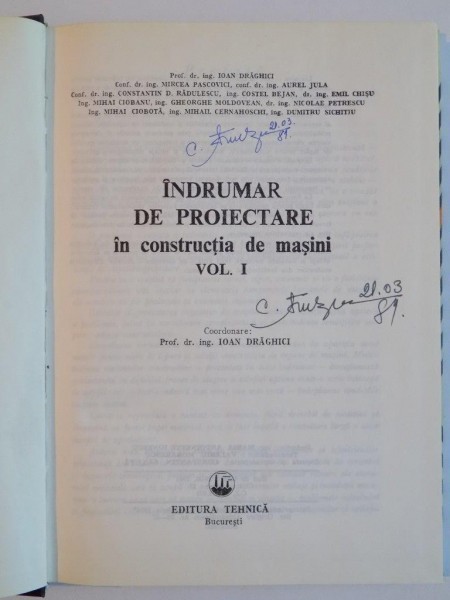 Prof. dr. ing. IOAN DRĂGHICI
Conf. dr. ing. MIRCEA PASCOVICI, conf. dr. ing. AUREL JULA
Conf. dr. ing. CONSTANTIN D. RĂDULESCU, ing. COSTEL BEJAN, dr. ing. EMIL CHIȘU
Ing. MIHAI CIOBANU, ing. GHEORGHE MOLDOVEAN, dr. ing. NICOLAE PETRESCU
Ing. MIHAI CIOBOTĂ, ing. MIHAIL CERNAHOSCHI, ing. DUMITRU SICHITIU
C. 21.03.
89.
ÎNDRUMAR
DE PROIECTARE
în construcția de mașini
VOL. I
C. 21.03
89.
Coordonare:
Prof. dr. ing. IOAN DRĂGHICI
EDITURA TEHNICĂ
București